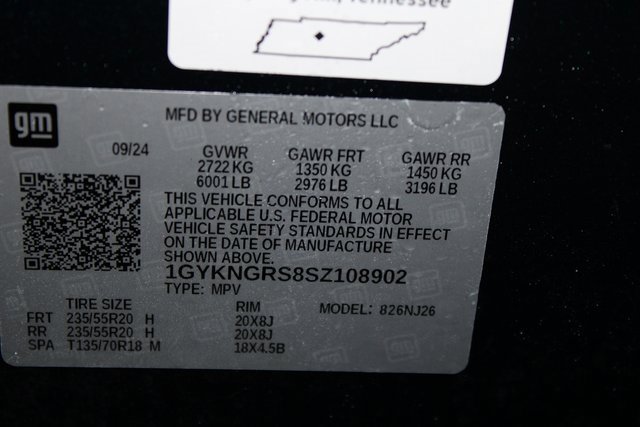 Tennessee
gm
MFD BY GENERAL MOTORS LLC
09/24 GVWR GAWR FRT GAWR RR
2722 KG 1350 KG 1450 KG
6001 LB 2976 LB 3196 LB
THIS VEHICLE CONFORMS TO ALL
APPLICABLE U.S. FEDERAL MOTOR
VEHICLE SAFETY STANDARDS IN EFFECT
ON THE DATE OF MANUFACTURE
SHOWN ABOVE.
1GYKNGRS8SZ108902
TYPE: MPV
TIRE SIZE RIM MODEL: 826NJ26
FRT 235/55R20 H 20X8J
RR 235/55R20 H 20X8J
SPA T135/70R18 M 18X4.5B